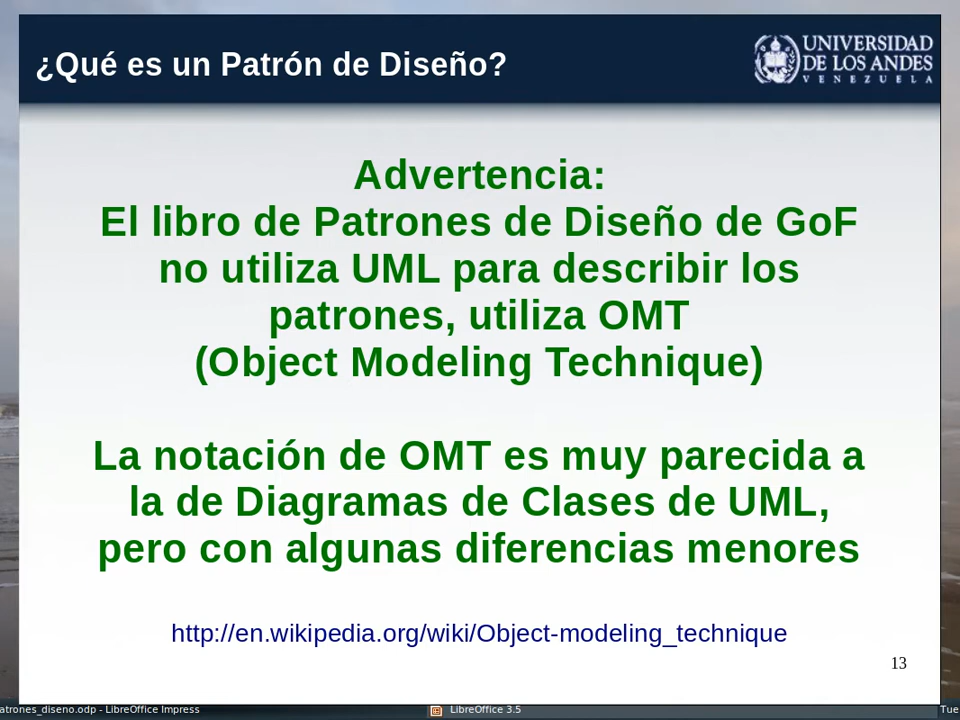 ¿Qué es un Patrón de Diseño?
UNIVERSIDAD
DE LOS ANDES
VENEZUELA
Advertencia:
El libro de Patrones de Diseño de GoF
no utiliza UML para describir los
patrones, utiliza OMT
(Object Modeling Technique)
La notación de OMT es muy parecida a
la de Diagramas de Clases de UML,
pero con algunas diferencias menores
http://en.wikipedia.org/wiki/Object-modeling_technique
13
atrones_diseno.odp - LibreOffice Impress
LibreOffice 3.5
Tue